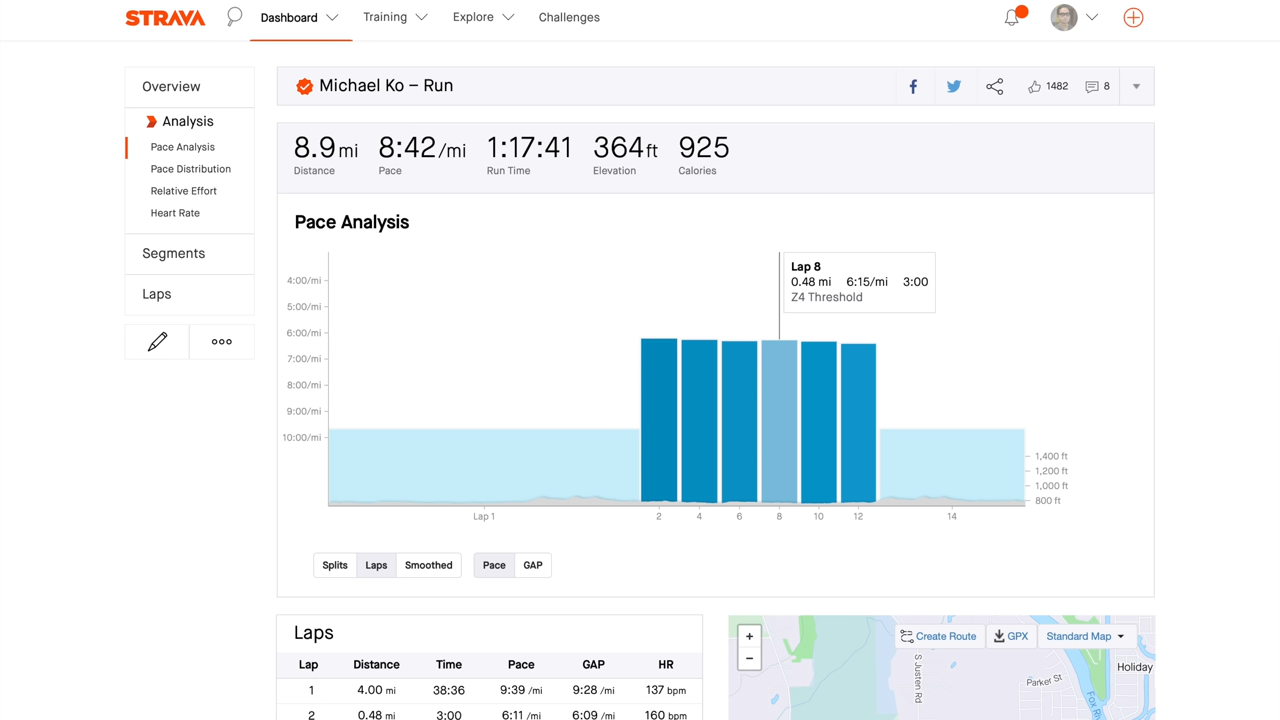 STRAVA Dashboard Training Explore Challenges
Overview
Analysis
Pace Analysis
Pace Distribution
Relative Effort
Heart Rate
Segments
Laps
Michael Ko – Run 1482 8
8.9 mi 8:42 /mi 1:17:41 364 ft 925
Distance Pace Run Time Elevation Calories
Pace Analysis
4:00/mi
5:00/mi
6:00/mi
7:00/mi
8:00/mi
9:00/mi
10:00/mi
Lap 8
0.48 mi 6:15/mi 3:00
Z4 Threshold
1,400 ft
1,200 ft
1,000 ft
800 ft
Lap 1 2 4 6 8 10 12 14
Splits Laps Smoothed Pace GAP
Laps
Lap Distance Time Pace GAP HR
1 4.00 mi 38:36 9:39 /mi 9:28 /mi 137 bpm
2 0.48 mi 3:00 6:11 /mi 6:09 /mi 160 bpm
+
−
Create Route GPX Standard Map
S Justen Rd
Parker St
Holiday
Fox River